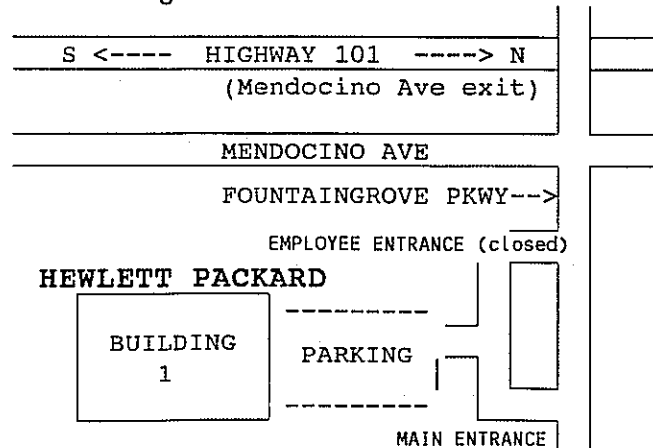 S <---- HIGHWAY 101 ----> N
(Mendocino Ave exit)
MENDOCINO AVE
FOUNTAINGROVE PKWY-->
EMPLOYEE ENTRANCE (closed)
HEWLETT PACKARD
BUILDING
1
PARKING
MAIN ENTRANCE